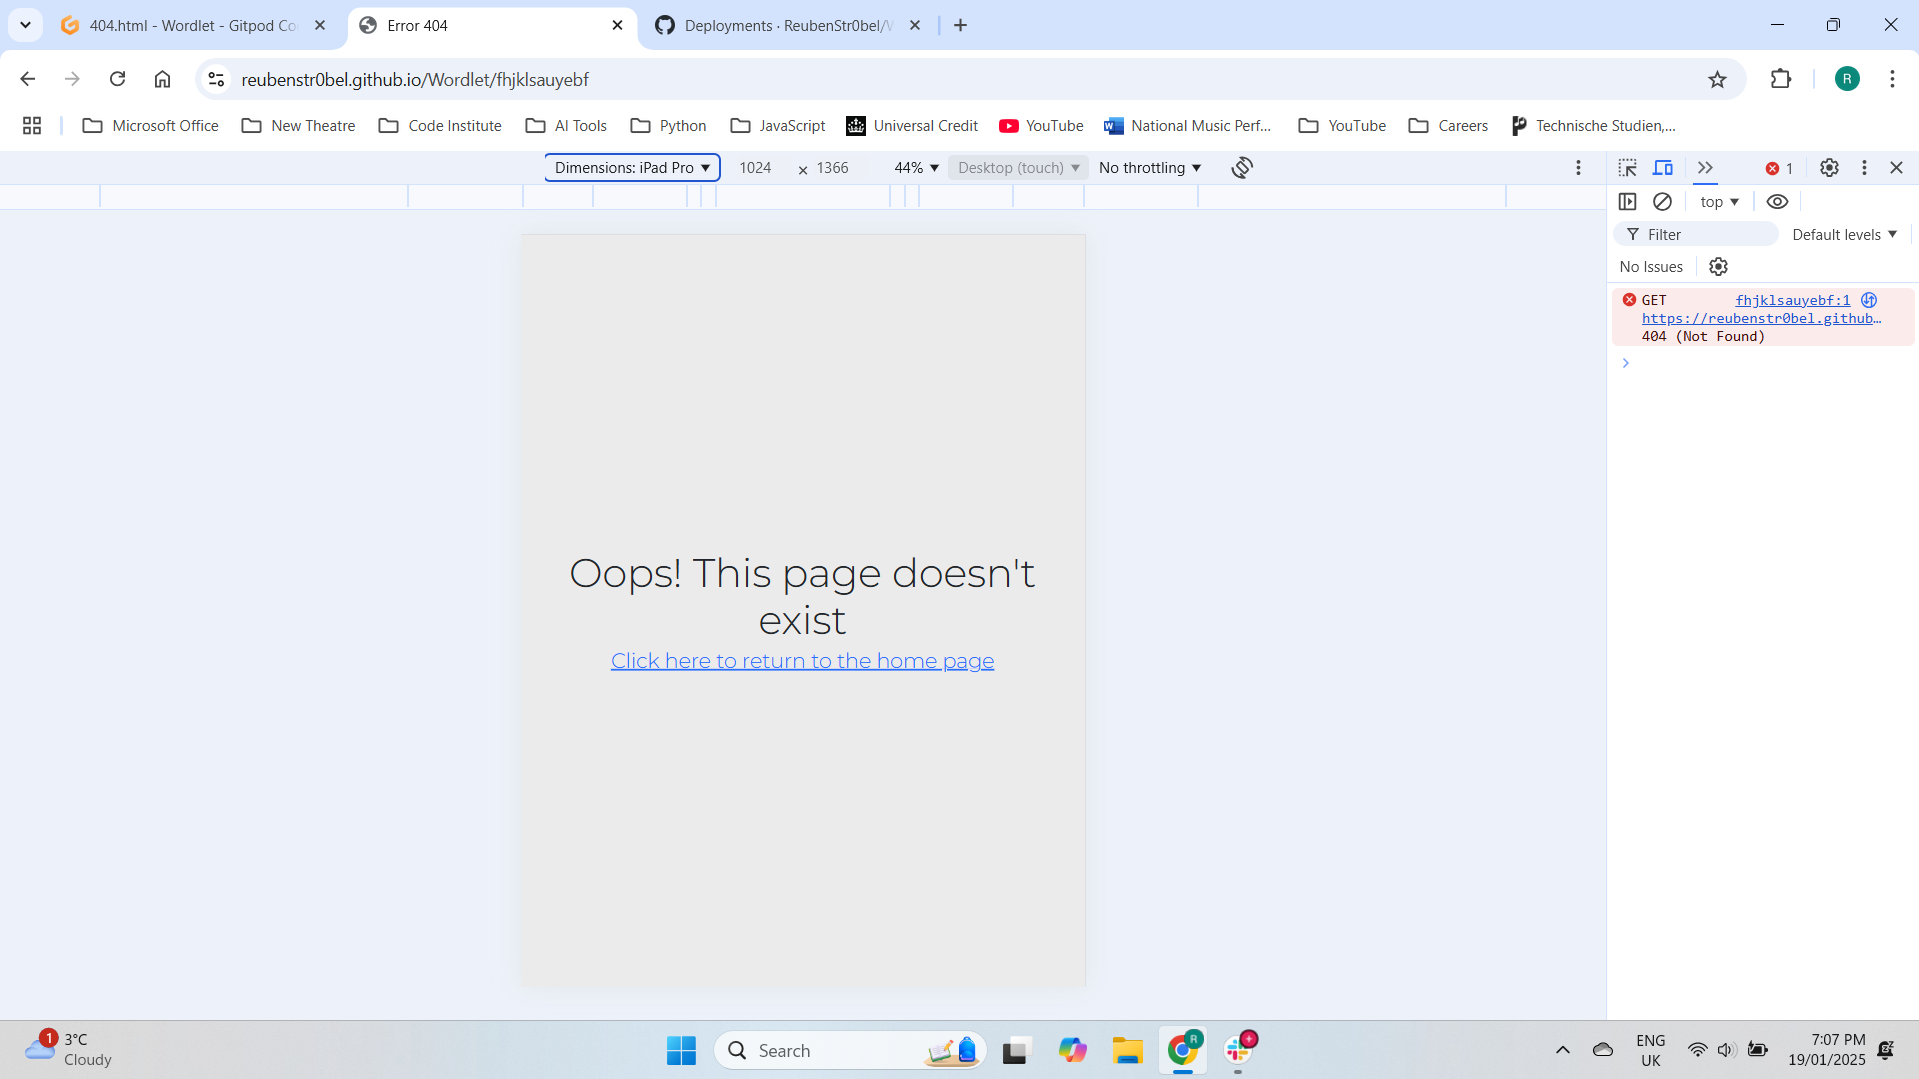 404.html - Wordlet - Gitpod Co
Error 404
Deployments · ReubenStr0bel/W
reubenstr0bel.github.io/Wordlet/fhjklsauyebf
R
Microsoft Office
New Theatre
Code Institute
AI Tools
Python
JavaScript
Universal Credit
YouTube
National Music Perf...
YouTube
Careers
Technische Studien,...
Dimensions: iPad Pro
1024 × 1366
44%
Desktop (touch)
No throttling
1
top
Filter
Default levels
No Issues
GET fhjklsauyebf:1
https://reubenstr0bel.github…
404 (Not Found)
Oops! This page doesn't
exist
Click here to return to the home page
1
3°C
Cloudy
Search
R
ENG
UK
7:07 PM
19/01/2025